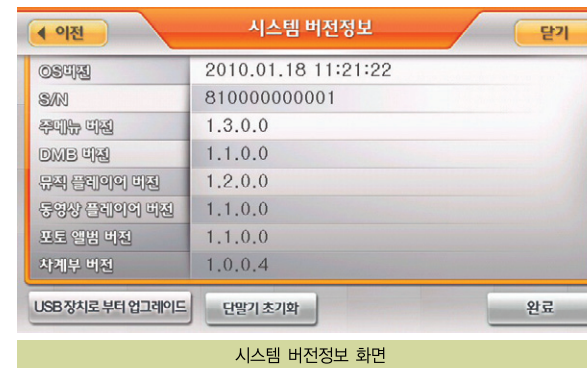 이전 시스템 버전정보 닫기
OS버전 2010.01.18 11:21:22
S/N 810000000001
주메뉴 버전 1.3.0.0
DMB 버전 1.1.0.0
뮤직 플레이어 버전 1.2.0.0
동영상 플레이어 버전 1.1.0.0
포토 앨범 버전 1.1.0.0
차계부 버전 1.0.0.4
USB 장치로 부터 업그레이드 단말기 초기화 완료
시스템 버전정보 화면